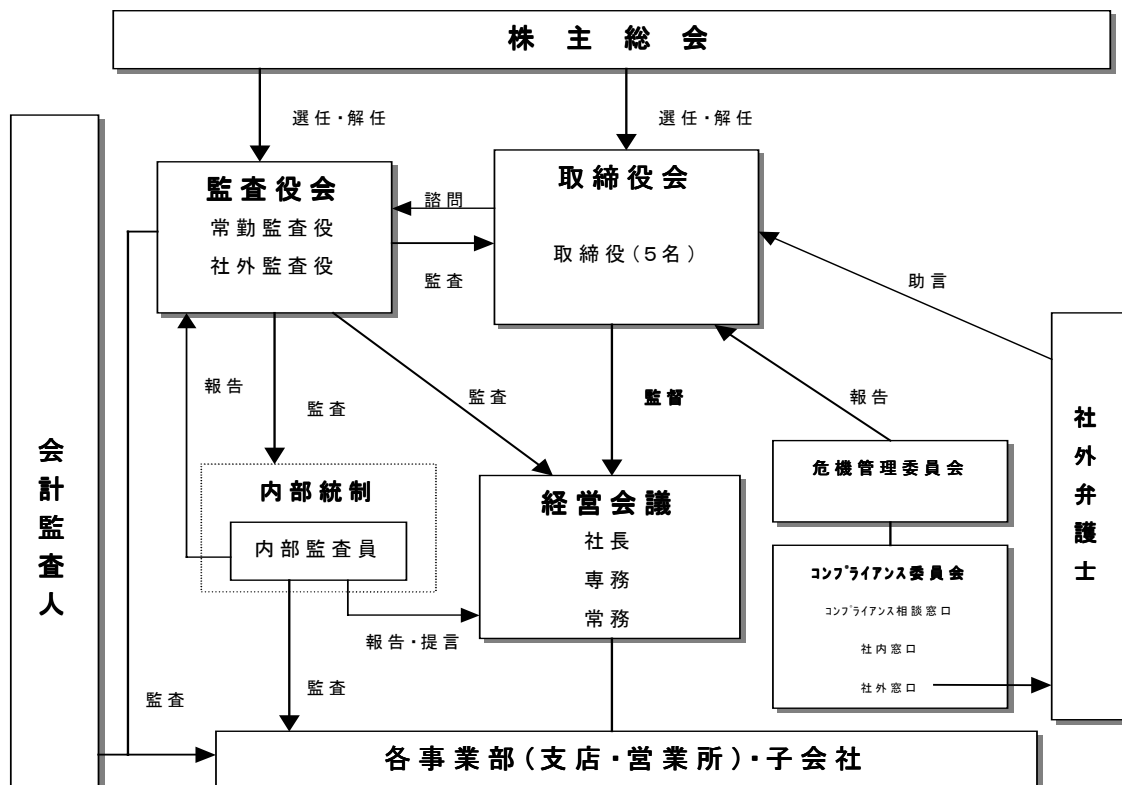 株主総会
選任・解任
選任・解任
監査役会
常勤監査役
社外監査役
諮問
監査
取締役会
取締役(5名)
助言
報告
監査
監査
監督
報告
会計監査人
社外弁護士
内部統制
内部監査員
経営会議
社長
専務
常務
危機管理委員会
コンプライアンス委員会
コンプライアンス相談窓口
社内窓口
社外窓口
報告・提言
監査
監査
各事業部(支店・営業所)・子会社